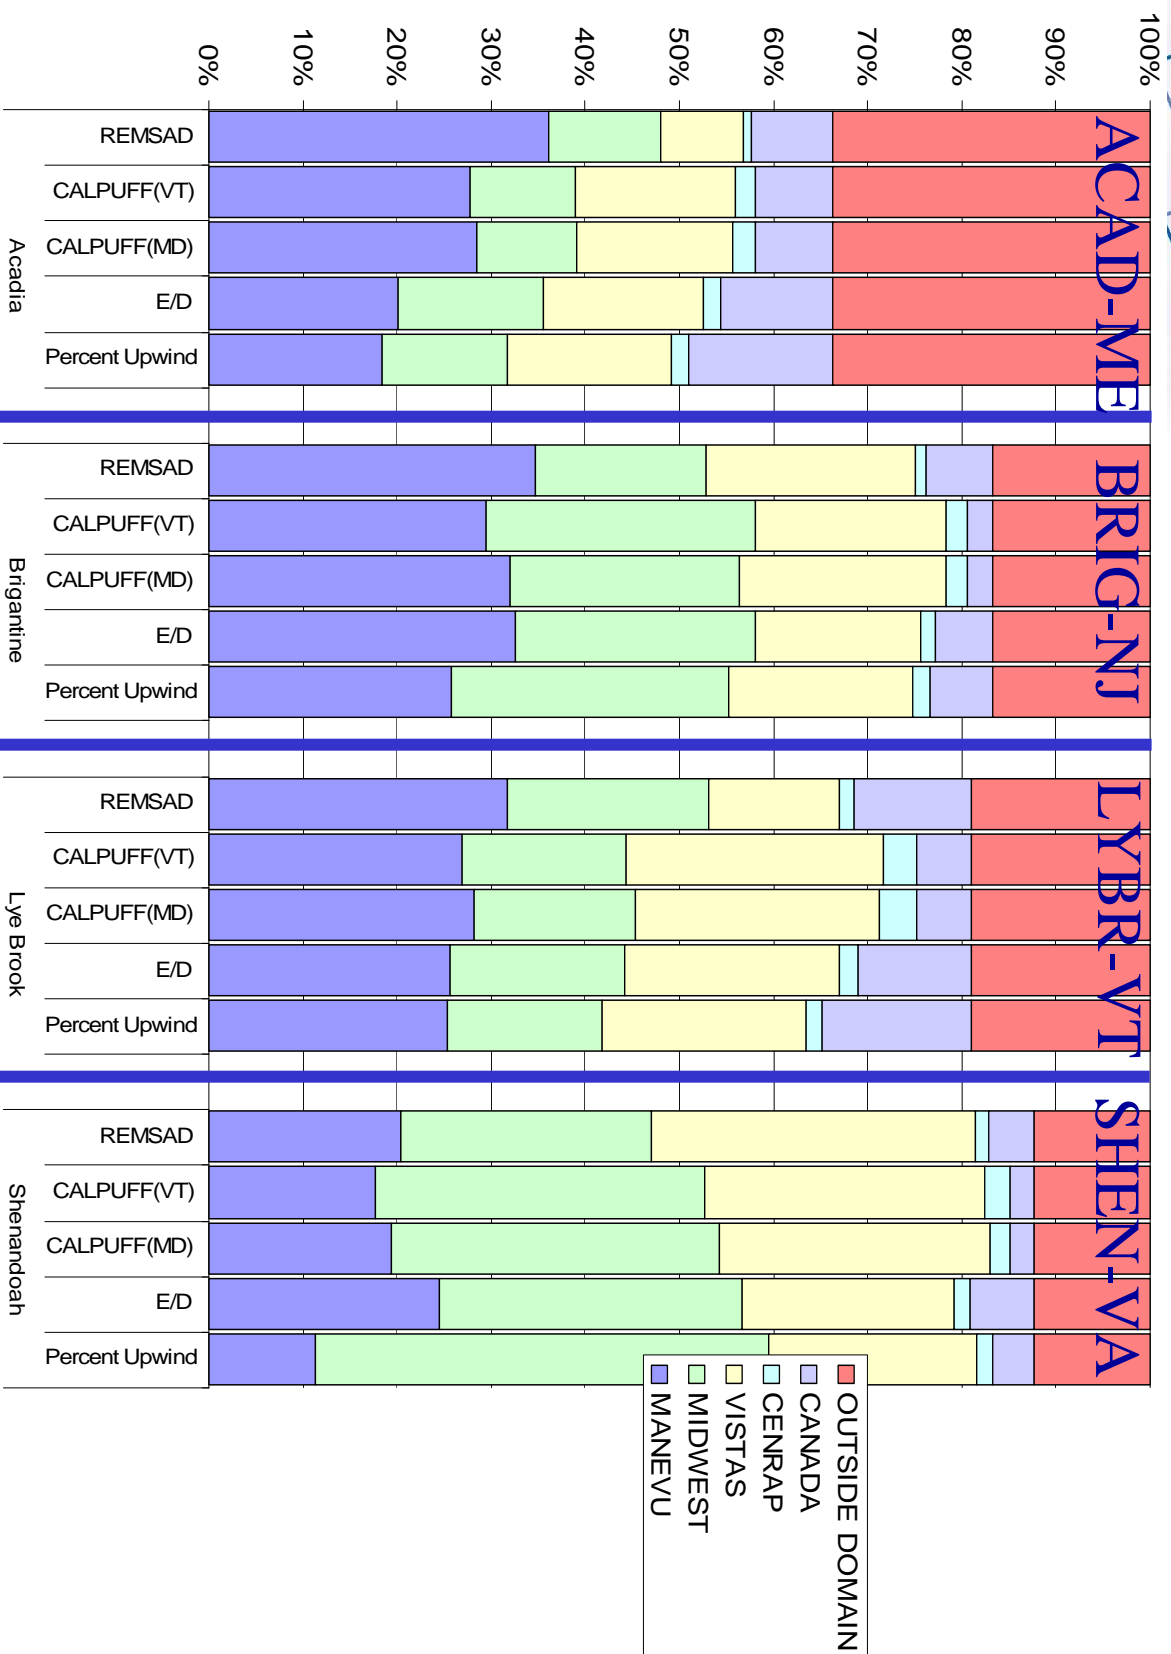 100%
90%
80%
70%
60%
50%
40%
30%
20%
10%
0%
ACAD-ME
BRIG-NJ
LYBR-VT
SHEN-VA
REMSAD
CALPUFF(VT)
CALPUFF(MD)
E/D
Percent Upwind
Acadia
REMSAD
CALPUFF(VT)
CALPUFF(MD)
E/D
Percent Upwind
Brigantine
REMSAD
CALPUFF(VT)
CALPUFF(MD)
E/D
Percent Upwind
Lye Brook
REMSAD
CALPUFF(VT)
CALPUFF(MD)
E/D
Percent Upwind
Shenandoah
OUTSIDE DOMAIN
CANADA
CENRAP
VISTAS
MIDWEST
MANEVU